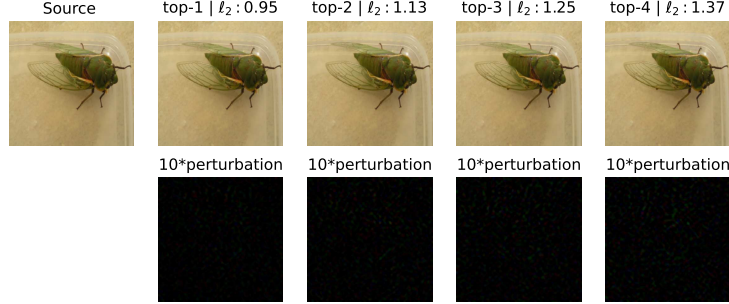 Source
top-1 | ℓ₂ : 0.95
top-2 | ℓ₂ : 1.13
top-3 | ℓ₂ : 1.25
top-4 | ℓ₂ : 1.37
10*perturbation
10*perturbation
10*perturbation
10*perturbation